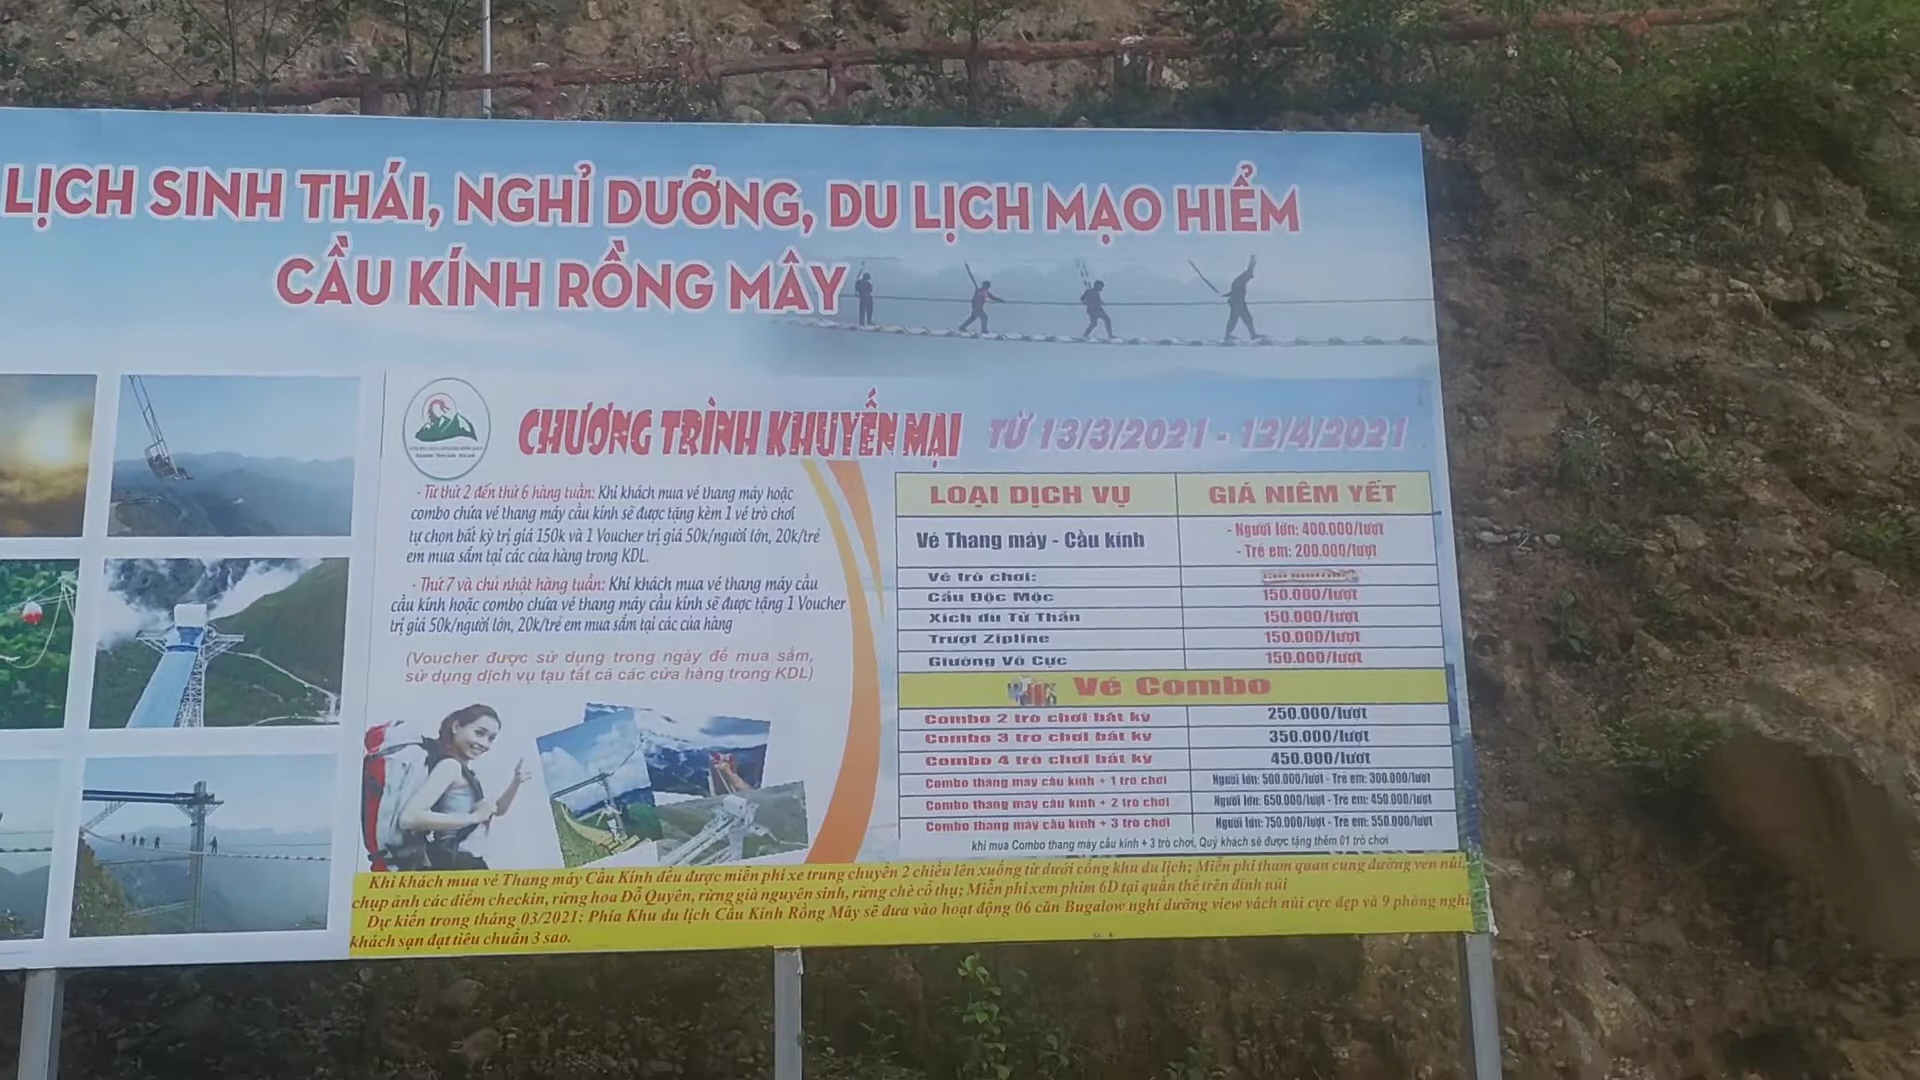 LỊCH SINH THÁI, NGHỈ DƯỠNG, DU LỊCH MẠO HIỂM
CẦU KÍNH RỒNG MÂY
CHƯƠNG TRÌNH KHUYẾN MẠI TỪ 13/3/2021 - 12/4/2021
- Từ thứ 2 đến thứ 6 hàng tuần: Khi khách mua vé thang máy hoặc
combo chứa vé thang máy cầu kính sẽ được tặng kèm 1 vé trò chơi
tự chọn bất kỳ trị giá 150k và 1 Voucher trị giá 50k/người lớn, 20k/trẻ
em mua sắm tại các cửa hàng trong KDL.
- Thứ 7 và chủ nhật hàng tuần: Khi khách mua vé thang máy cầu
cầu kính hoặc combo chứa vé thang máy cầu kính sẽ được tặng 1 Voucher
trị giá 50k/người lớn, 20k/trẻ em mua sắm tại các của hàng
(Voucher được sử dụng trong ngày để mua sắm,
sử dụng dịch vụ tạu tất cả các cửa hàng trong KDL)
LOẠI DỊCH VỤ GIÁ NIÊM YẾT
Vé Thang máy - Cầu kính
- Người lớn: 400.000/lượt
- Trẻ em: 200.000/lượt
Vé trò chơi:
Cầu Độc Mộc 150.000/lượt
Xích đu Tử Thần 150.000/lượt
Trượt Zipline 150.000/lượt
Giường Vô Cực 150.000/lượt
Vé Combo
Combo 2 trò chơi bất kỳ 250.000/lượt
Combo 3 trò chơi bất kỳ 350.000/lượt
Combo 4 trò chơi bất kỳ 450.000/lượt
Combo thang máy cầu kính + 1 trò chơi Người lớn: 500.000/lượt - Trẻ em: 300.000/lượt
Combo thang máy cầu kính + 2 trò chơi Người lớn: 650.000/lượt - Trẻ em: 450.000/lượt
Combo thang máy cầu kính + 3 trò chơi Người lớn: 750.000/lượt - Trẻ em: 550.000/lượt
khi mua Combo thang máy cầu kính + 3 trò chơi, Quý khách sẽ được tặng thêm 01 trò chơi
Khi khách mua vé Thang máy Cầu Kính đều được miễn phí xe trung chuyển 2 chiều lên xuống từ dưới cổng khu du lịch; Miễn phí tham quan cung đường ven núi,
chụp ảnh các điểm checkin, rừng hoa Đỗ Quyên, rừng già nguyên sinh, rừng chè cổ thụ; Miễn phí xem phim 6D tại quần thể trên đỉnh núi
Dự kiến trong tháng 03/2021: Phía Khu du lịch Cầu Kính Rồng Mây sẽ đưa vào hoạt động 06 căn Bugalow nghỉ dưỡng view vách núi cực đẹp và 9 phòng nghỉ
khách sạn đạt tiêu chuẩn 3 sao.